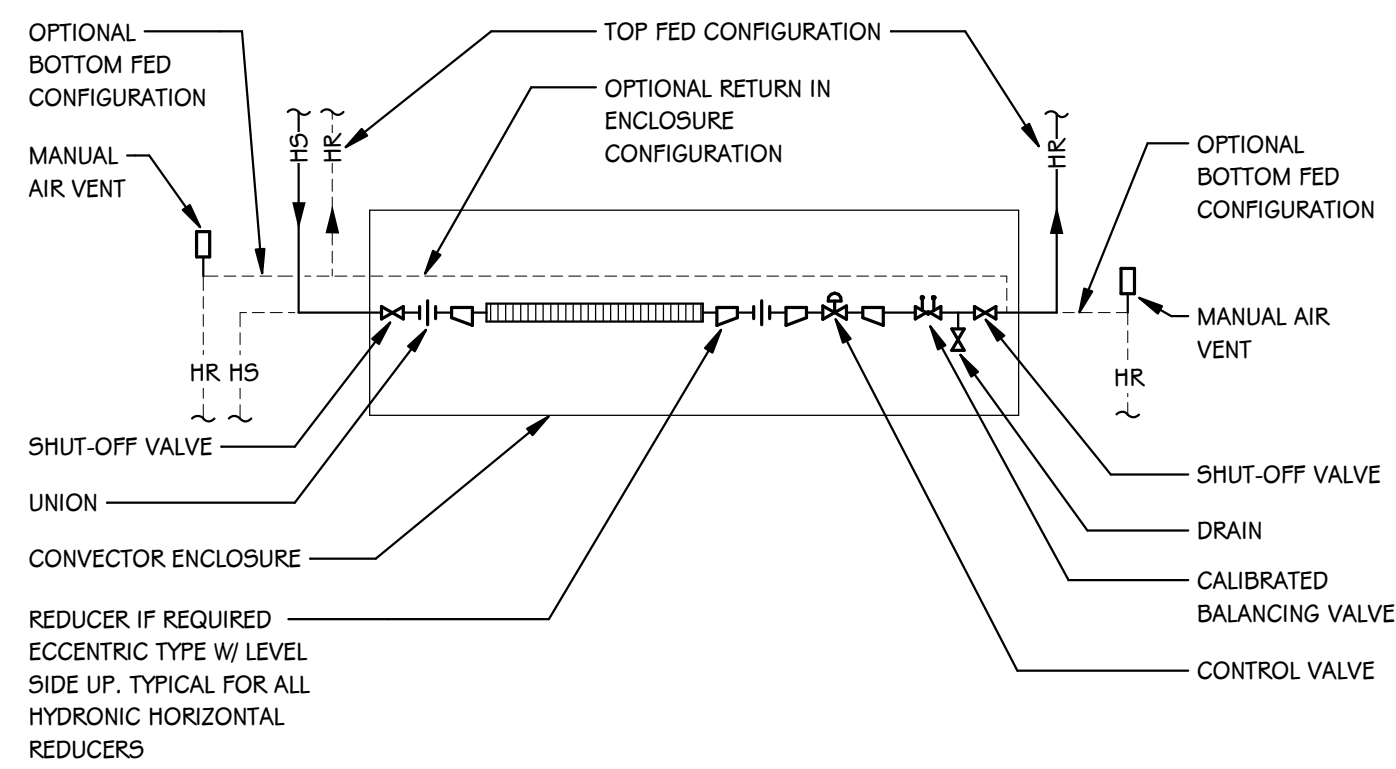 OPTIONAL
BOTTOM FED
CONFIGURATION
MANUAL
AIR VENT
TOP FED CONFIGURATION
OPTIONAL RETURN IN
ENCLOSURE
CONFIGURATION
OPTIONAL
BOTTOM FED
CONFIGURATION
MANUAL AIR
VENT
HS
HR
HR
HR HS
HR
SHUT-OFF VALVE
UNION
CONVECTOR ENCLOSURE
REDUCER IF REQUIRED
ECCENTRIC TYPE W/ LEVEL
SIDE UP. TYPICAL FOR ALL
HYDRONIC HORIZONTAL
REDUCERS
SHUT-OFF VALVE
DRAIN
CALIBRATED
BALANCING VALVE
CONTROL VALVE